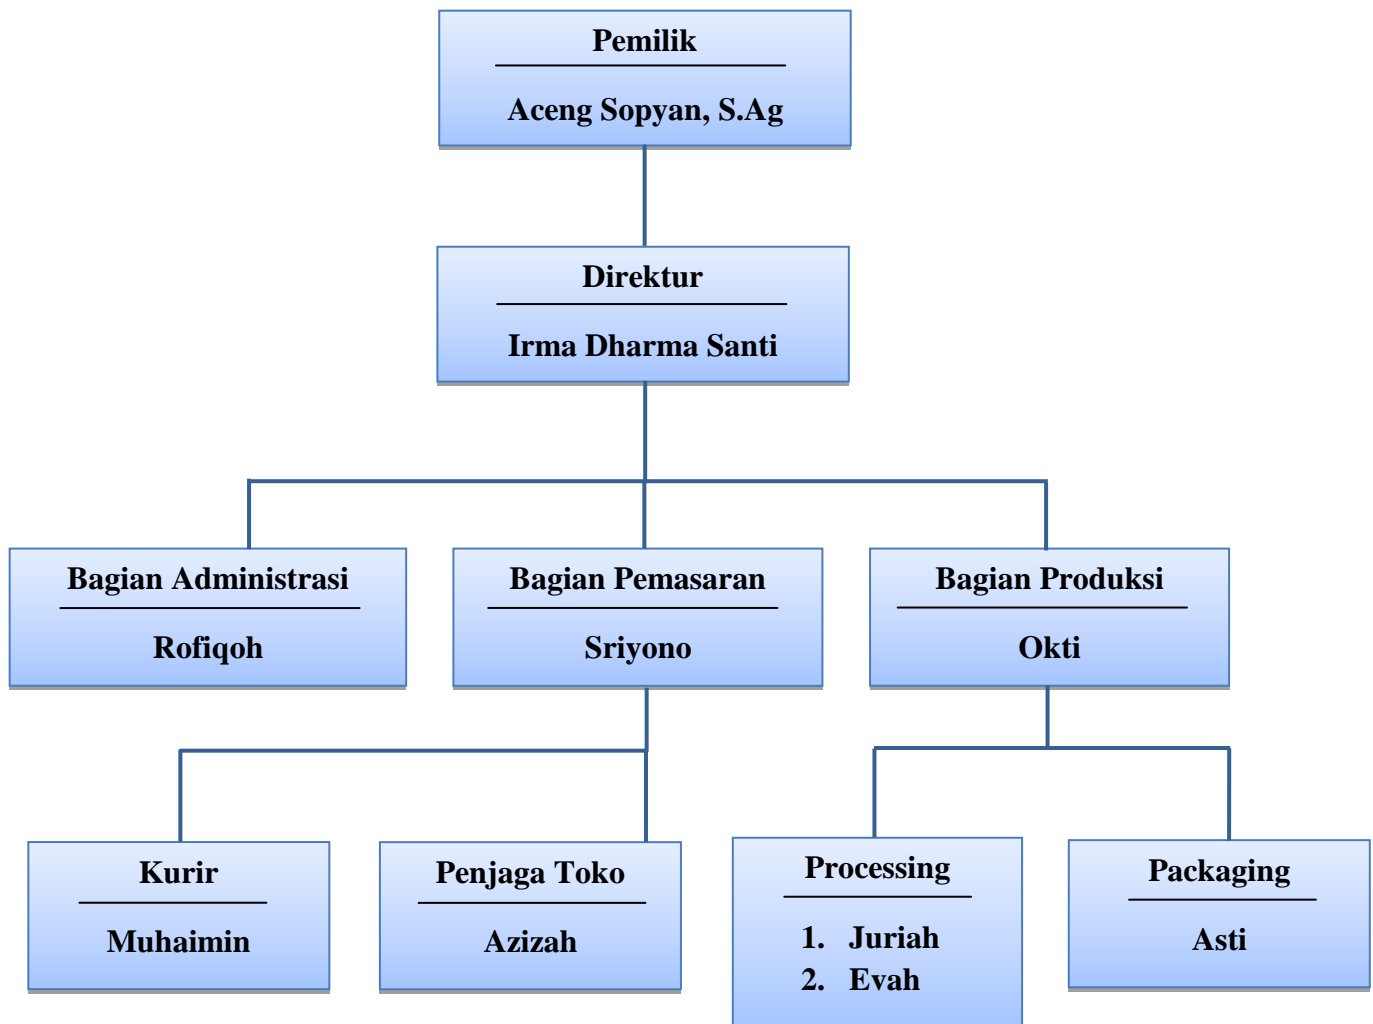 Pemilik
Aceng Sopyan, S.Ag
Direktur
Irma Dharma Santi
Bagian Administrasi
Rofiqoh
Bagian Pemasaran
Sriyono
Bagian Produksi
Okti
Kurir
Muhaimin
Penjaga Toko
Azizah
Processing
1. Juriah
2. Evah
Packaging
Asti